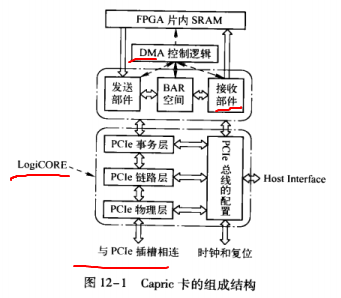 FPGA 片内 SRAM
DMA 控制逻辑
发送
部件
BAR
空间
接收
部件
PCIe 事务层
PCIe 链路层
PCIe 物理层
PCIe 总线的配置
LogiCORE
Host Interface
与 PCIe 插槽相连
时钟和复位
图 12-1 Capric 卡的组成结构